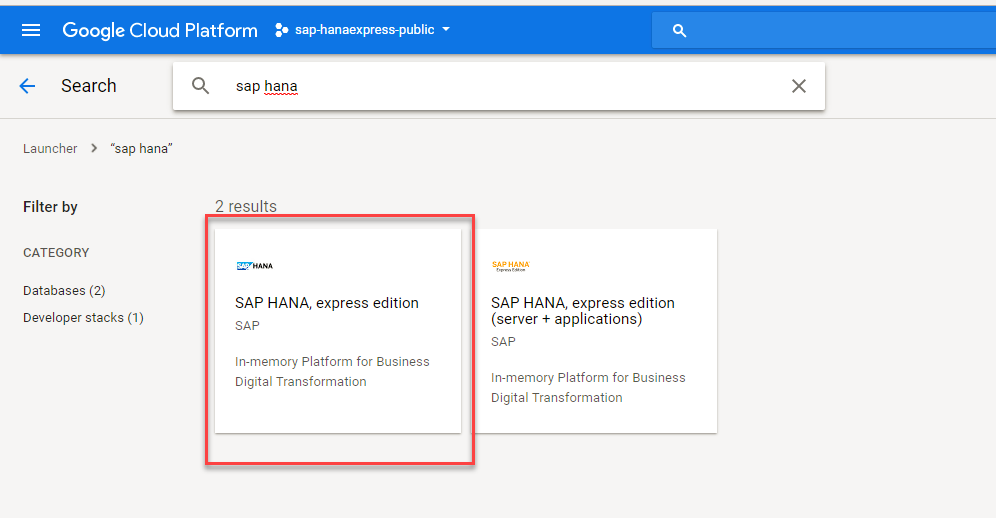 Google Cloud Platform sap-hanaexpress-public
Search sap hana
Launcher > “sap hana”
Filter by
2 results
CATEGORY
Databases (2)
Developer stacks (1)
SAP HANA
SAP HANA, express edition
SAP
In-memory Platform for Business
Digital Transformation
SAP HANA
Express Edition
SAP HANA, express edition
(server + applications)
SAP
In-memory Platform for Business
Digital Transformation